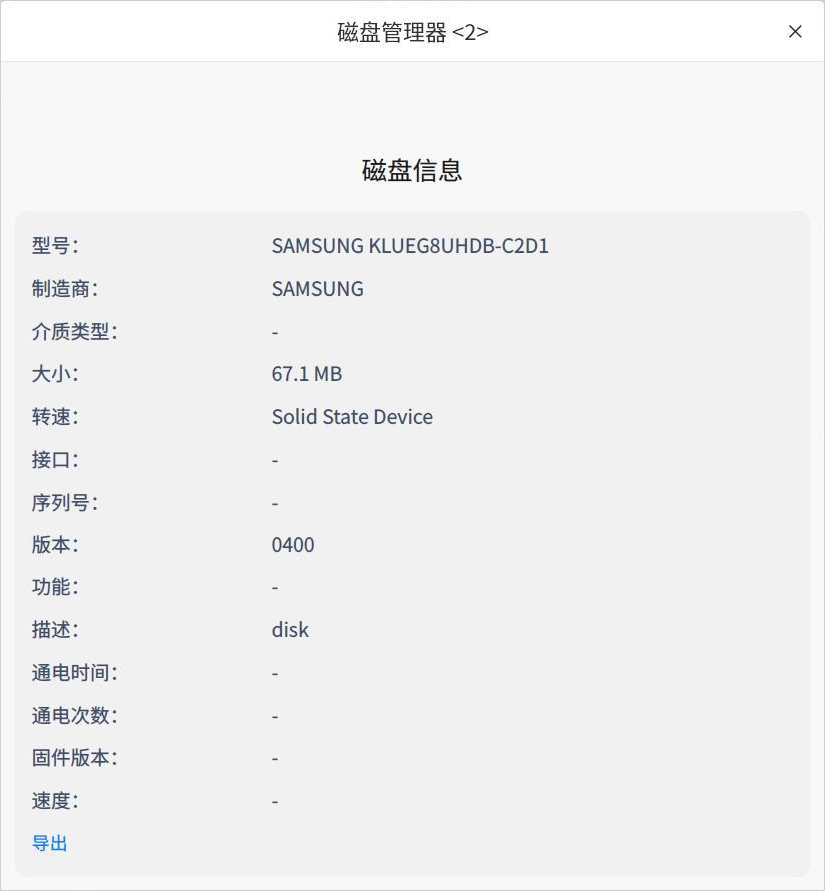 磁盘管理器 <2>
磁盘信息
型号： SAMSUNG KLUEG8UHDB-C2D1
制造商： SAMSUNG
介质类型： -
大小： 67.1 MB
转速： Solid State Device
接口： -
序列号： -
版本： 0400
功能： -
描述： disk
通电时间： -
通电次数： -
固件版本： -
速度： -
导出